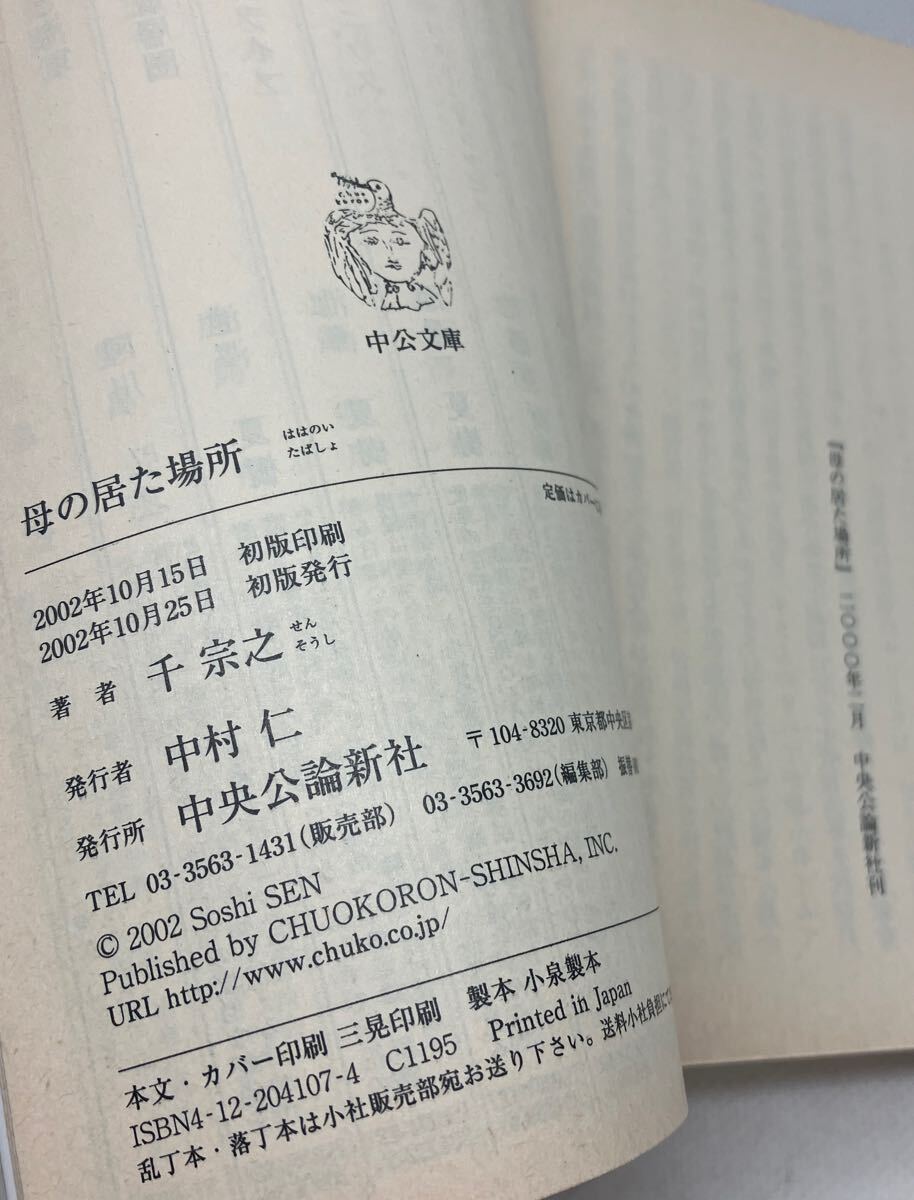 中公文庫
母の居た場所
ははのい
たばしょ
定価はカバーに
2002年10月15日 初版印刷
2002年10月25日 初版発行
著者 千 宗之
せん
そうし
発行者 中村 仁
発行所 中央公論新社 〒104-8320 東京都中央区
TEL 03-3563-1431(販売部) 03-3563-3692(編集部) 振替
© 2002 Soshi SEN
Published by CHUOKORON-SHINSHA, INC.
URL http://www.chuko.co.jp/
本文・カバー印刷 三晃印刷 製本 小泉製本
ISBN4-12-204107-4 C1195 Printed in Japan
乱丁本・落丁本は小社販売部宛お送り下さい。送料小社負担にて
『母の居た場所』 二〇〇〇年二月 中央公論新社刊